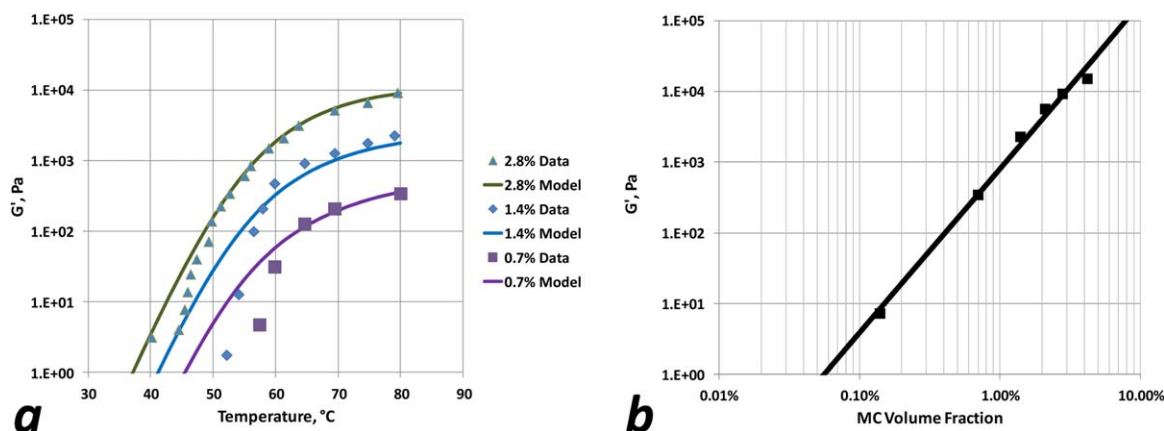 1.E+05
1.E+04
1.E+03
1.E+02
1.E+01
1.E+00
G', Pa
30 40 50 60 70 80 90
Temperature, °C
a
2.8% Data
2.8% Model
1.4% Data
1.4% Model
0.7% Data
0.7% Model
1.E+05
1.E+04
1.E+03
1.E+02
1.E+01
1.E+00
G', Pa
0.01% 0.10% 1.00% 10.00%
MC Volume Fraction
b